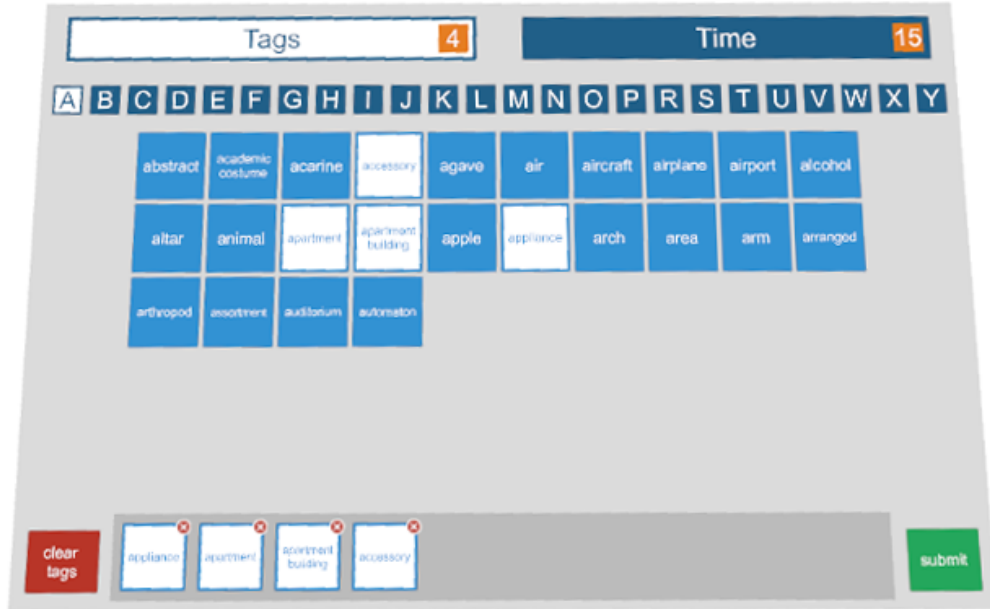 Tags 4 Time 15
A B C D E F G H I J K L M N O P R S T U V W X Y
abstract academic costume acarine accessory agave air aircraft airplane airport alcohol
altar animal apartment apartment building apple appliance arch area arm arranged
arthropod assortment auditorium automaton
clear tags appliance apartment apartment building accessory submit